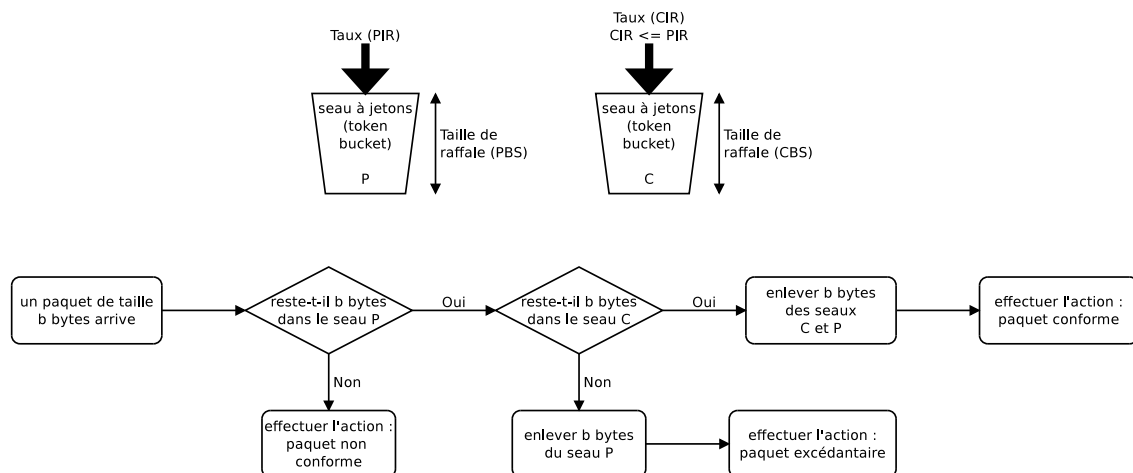 Taux (PIR)
Taux (CIR)
CIR <= PIR
seau à jetons
(token
bucket)
P
Taille de
raffale (PBS)
seau à jetons
(token
bucket)
C
Taille de
raffale (CBS)
un paquet de taille
b bytes arrive
reste-t-il b bytes
dans le seau P
Oui
reste-t-il b bytes
dans le seau C
Oui
enlever b bytes
des seaux
C et P
effectuer l'action :
paquet conforme
Non
Non
effectuer l'action :
paquet non
conforme
enlever b bytes
du seau P
effectuer l'action :
paquet excédantaire